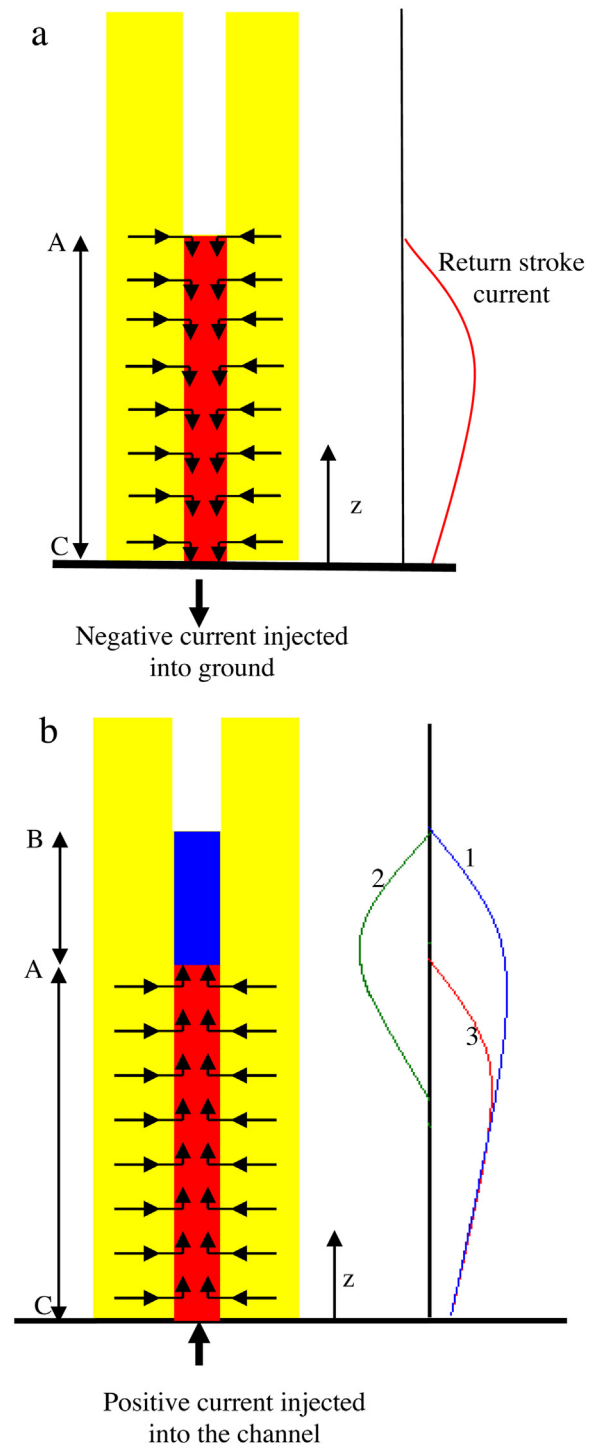 a
A
Return stroke
current
z
C
Negative current injected
into ground
b
B
1
2
A
3
z
C
Positive current injected
into the channel